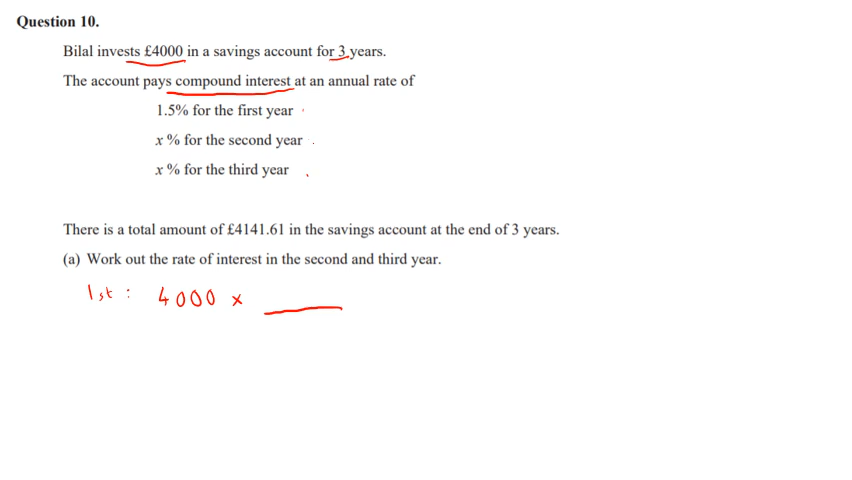 Question 10.
Bilal invests £4000 in a savings account for 3 years.
The account pays compound interest at an annual rate of
1.5% for the first year
x % for the second year
x % for the third year
There is a total amount of £4141.61 in the savings account at the end of 3 years.
(a) Work out the rate of interest in the second and third year.
1st : 4000 x